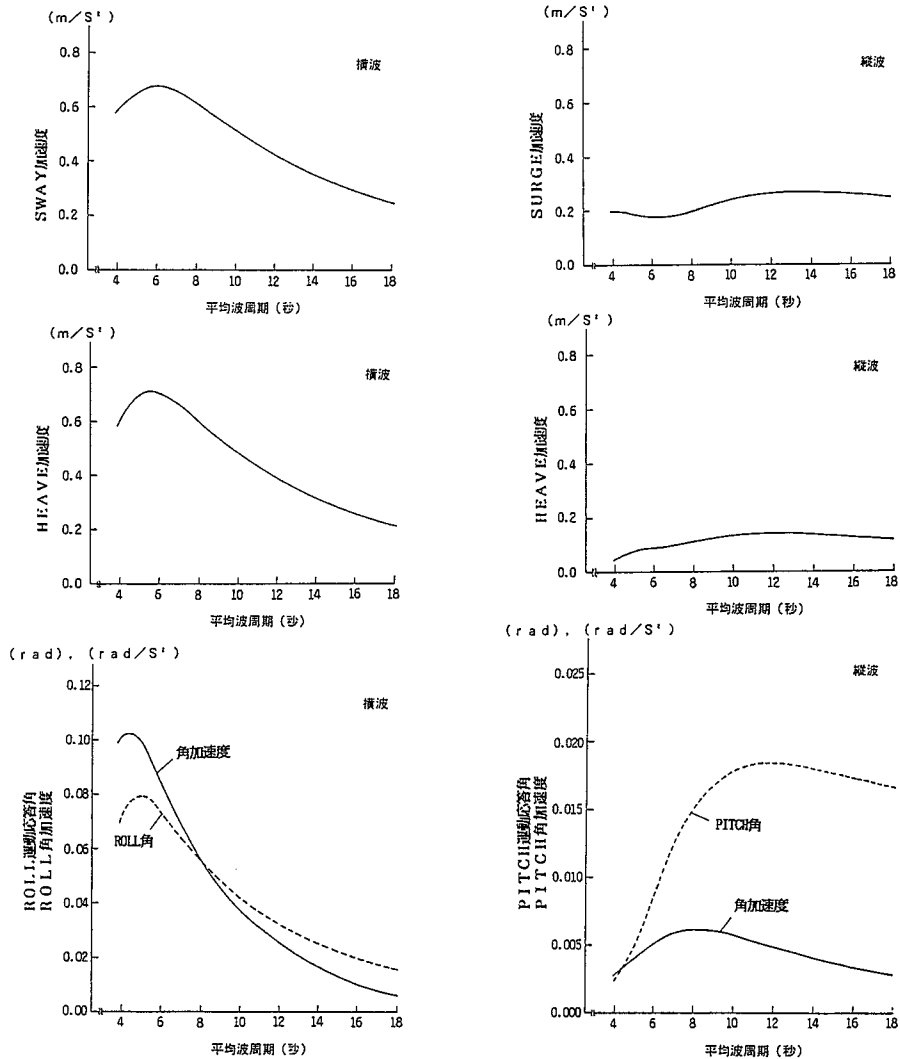 (m/S²)
0.8
0.6
0.4
0.2
0.0
SWAY加速度
横波
4 6 8 10 12 14 16 18
平均波周期(秒)
(m/S²)
0.8
0.6
0.4
0.2
0.0
SURGE加速度
縦波
4 6 8 10 12 14 16 18
平均波周期(秒)
(m/S²)
0.8
0.6
0.4
0.2
0.0
HEAVE加速度
横波
4 6 8 10 12 14 16 18
平均波周期(秒)
(m/S²)
0.8
0.6
0.4
0.2
0.0
HEAVE加速度
縦波
4 6 8 10 12 14 16 18
平均波周期(秒)
(rad), (rad/S²)
0.12
0.10
0.08
0.06
0.04
0.02
0.00
ROLL運動応答角
ROLL角加速度
横波
角加速度
ROLL角
4 6 8 10 12 14 16 18
平均波周期(秒)
(rad), (rad/S²)
0.025
0.020
0.015
0.010
0.005
0.000
PITCH運動応答角
PITCH角加速度
縦波
PITCH角
角加速度
4 6 8 10 12 14 16 18
平均波周期(秒)